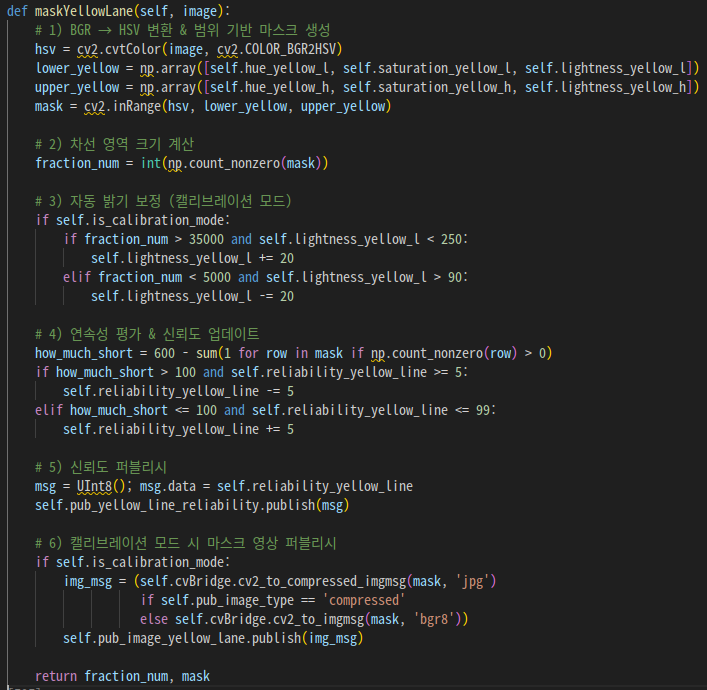 def maskYellowLane(self, image):
    # 1) BGR → HSV 변환 & 범위 기반 마스크 생성
    hsv = cv2.cvtColor(image, cv2.COLOR_BGR2HSV)
    lower_yellow = np.array([self.hue_yellow_l, self.saturation_yellow_l, self.lightness_yellow_l])
    upper_yellow = np.array([self.hue_yellow_h, self.saturation_yellow_h, self.lightness_yellow_h])
    mask = cv2.inRange(hsv, lower_yellow, upper_yellow)

    # 2) 차선 영역 크기 계산
    fraction_num = int(np.count_nonzero(mask))

    # 3) 자동 밝기 보정 (캘리브레이션 모드)
    if self.is_calibration_mode:
        if fraction_num > 35000 and self.lightness_yellow_l < 250:
            self.lightness_yellow_l += 20
        elif fraction_num < 5000 and self.lightness_yellow_l > 90:
            self.lightness_yellow_l -= 20

    # 4) 연속성 평가 & 신뢰도 업데이트
    how_much_short = 600 - sum(1 for row in mask if np.count_nonzero(row) > 0)
    if how_much_short > 100 and self.reliability_yellow_line >= 5:
        self.reliability_yellow_line -= 5
    elif how_much_short <= 100 and self.reliability_yellow_line <= 99:
        self.reliability_yellow_line += 5

    # 5) 신뢰도 퍼블리시
    msg = UInt8(); msg.data = self.reliability_yellow_line
    self.pub_yellow_line_reliability.publish(msg)

    # 6) 캘리브레이션 모드 시 마스크 영상 퍼블리시
    if self.is_calibration_mode:
        img_msg = (self.cvBridge.cv2_to_compressed_imgmsg(mask, 'jpg')
                   if self.pub_image_type == 'compressed'
                   else self.cvBridge.cv2_to_imgmsg(mask, 'bgr8'))
        self.pub_image_yellow_lane.publish(img_msg)

    return fraction_num, mask